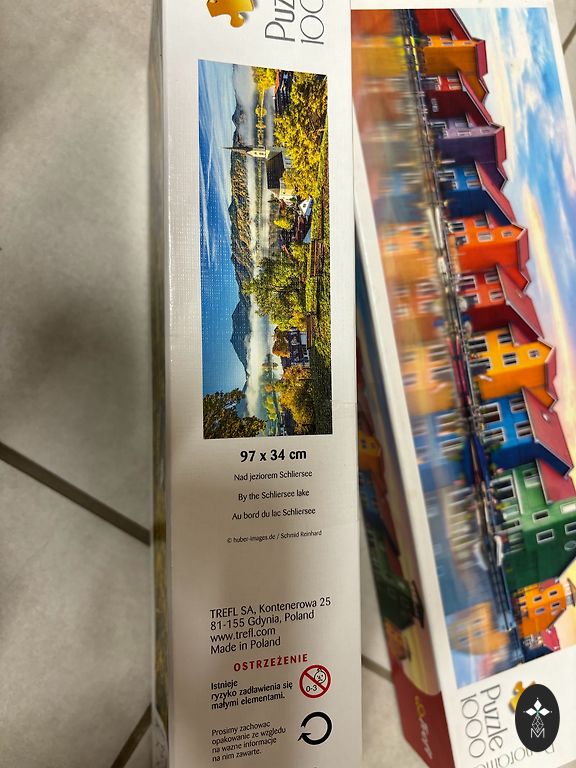 Puz
100
97 x 34 cm
Nad jeziorem Schliersee
By the Schliersee lake
Au bord du lac Schliersee
© huber-images.de / Schmid Reinhard
TREFL SA, Kontenerowa 25
81-155 Gdynia, Poland
www.trefl.com
Made in Poland
OSTRZEŻENIE
Istnieje
ryzyko zadławienia się
małymi elementami.
0-3
Prosimy zachować
opakowanie ze względu
na ważne informacje
na nim zawarte.
Panorama
Puzzle
1000
M